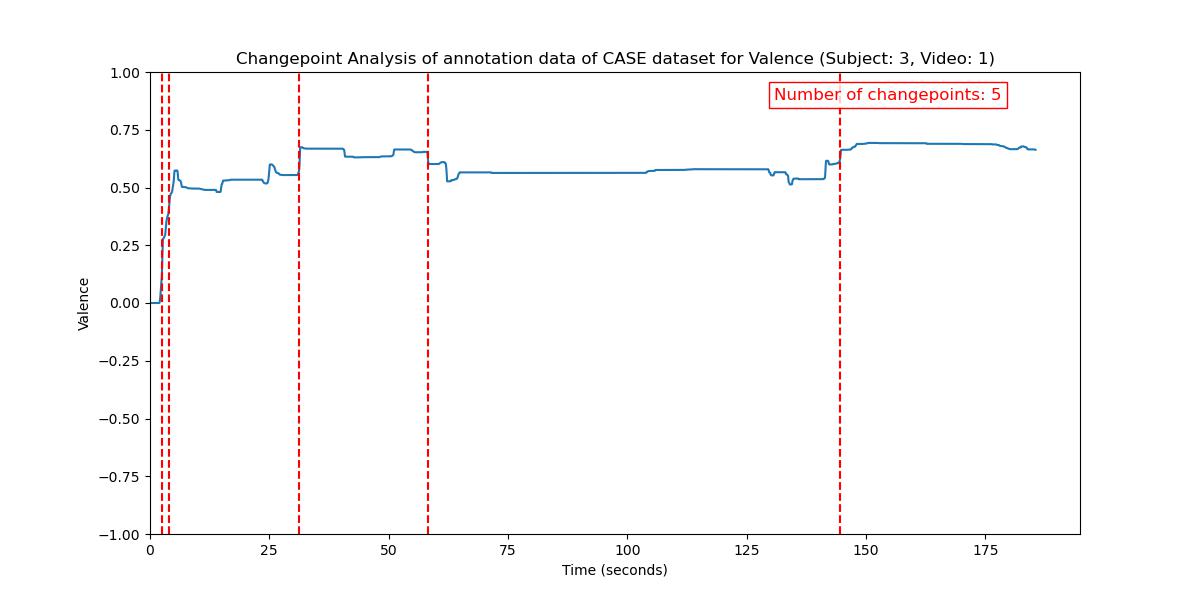 Changepoint Analysis of annotation data of CASE dataset for Valence (Subject: 3, Video: 1)
Number of changepoints: 5
1.00
0.75
0.50
0.25
0.00
−0.25
−0.50
−0.75
−1.00
Valence
0 25 50 75 100 125 150 175
Time (seconds)